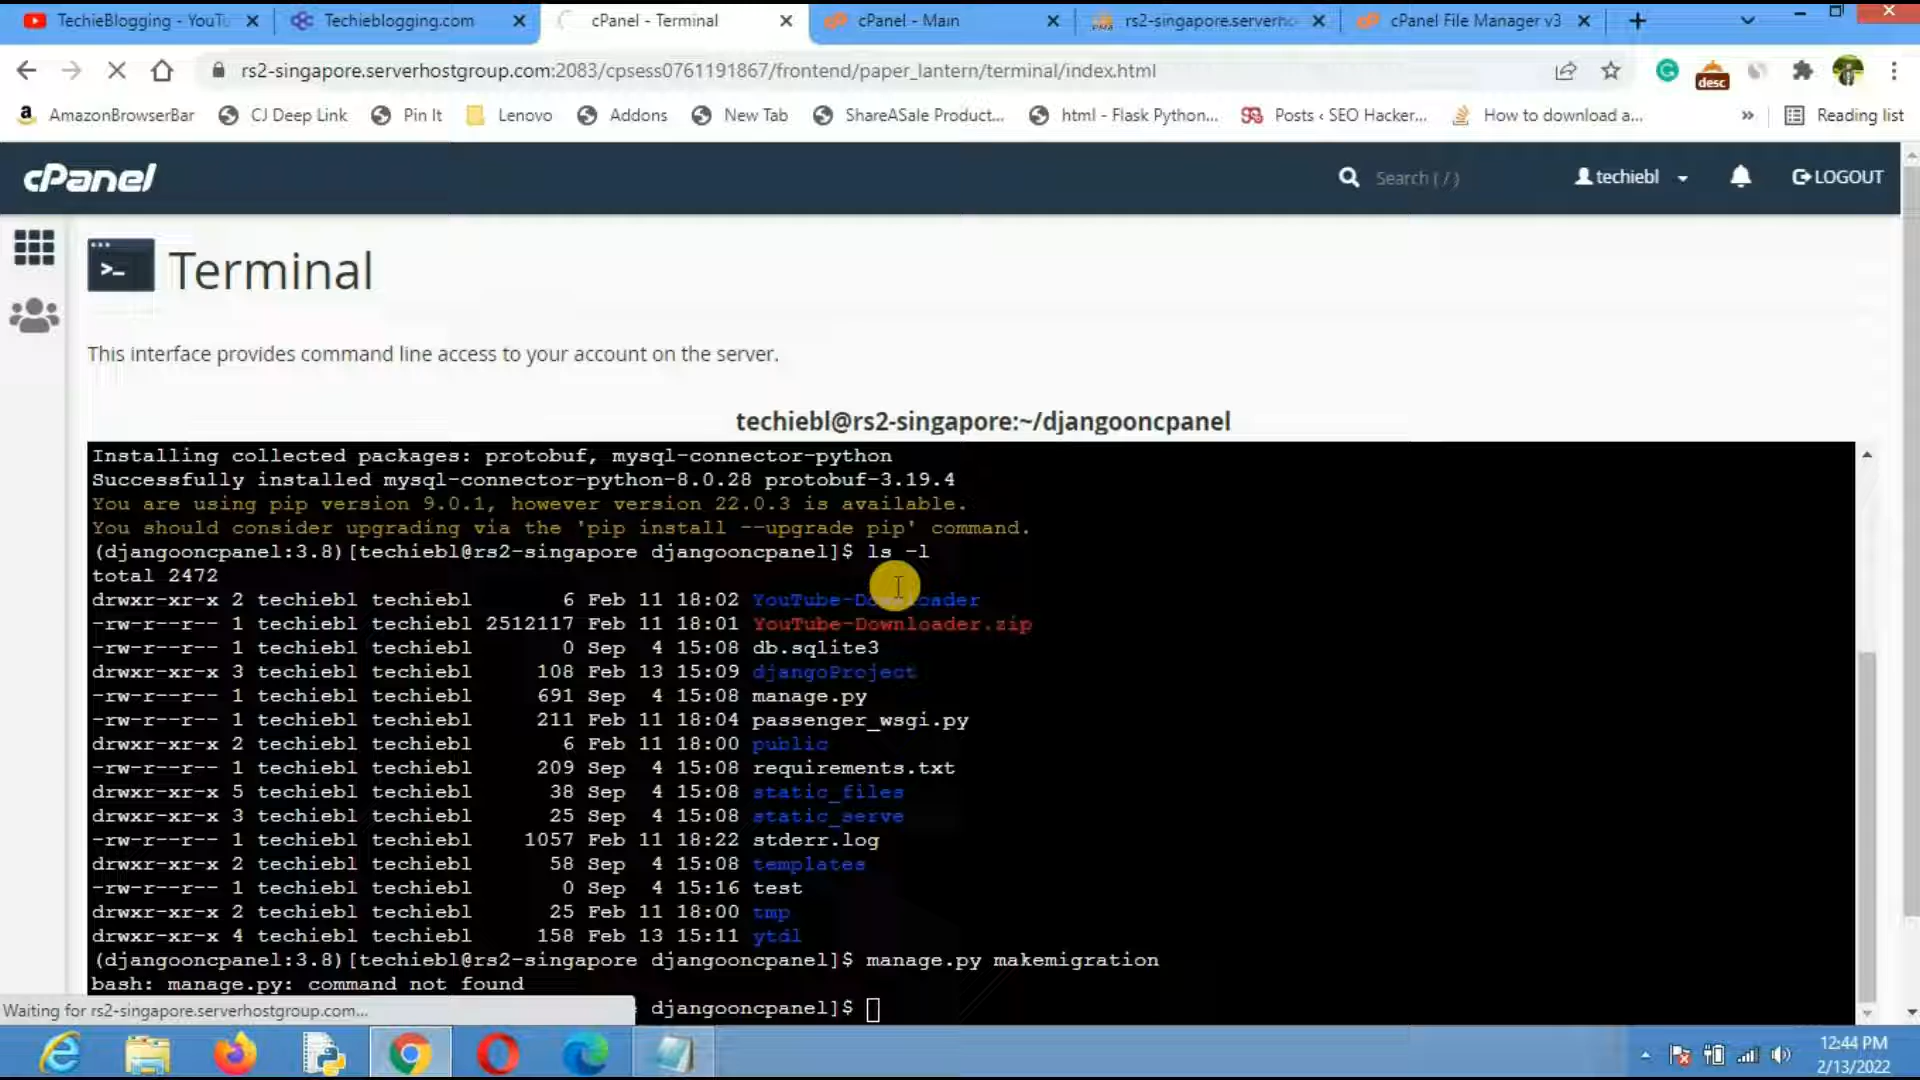 TechieBlogging - YouTu
Techieblogging.com
cPanel - Terminal
cPanel - Main
rs2-singapore.serverho
cPanel File Manager v3
rs2-singapore.serverhostgroup.com:2083/cpsess0761191867/frontend/paper_lantern/terminal/index.html
desc
AmazonBrowserBar
CJ Deep Link
Pin It
Lenovo
Addons
New Tab
ShareASale Product...
html - Flask Python...
Posts ‹ SEO Hacker...
How to download a...
»
Reading list
cPanel
Search ( / )
techiebl
LOGOUT
>_ Terminal
This interface provides command line access to your account on the server.
techiebl@rs2-singapore:~/djangooncpanel
Installing collected packages: protobuf, mysql-connector-python
Successfully installed mysql-connector-python-8.0.28 protobuf-3.19.4
You are using pip version 9.0.1, however version 22.0.3 is available.
You should consider upgrading via the 'pip install --upgrade pip' command.
(djangooncpanel:3.8)[techiebl@rs2-singapore djangooncpanel]$ ls -l
total 2472
drwxr-xr-x 2 techiebl techiebl 6 Feb 11 18:02 YouTube-Downloader
-rw-r--r-- 1 techiebl techiebl 2512117 Feb 11 18:01 YouTube-Downloader.zip
-rw-r--r-- 1 techiebl techiebl 0 Sep 4 15:08 db.sqlite3
drwxr-xr-x 3 techiebl techiebl 108 Feb 13 15:09 djangoProject
-rw-r--r-- 1 techiebl techiebl 691 Sep 4 15:08 manage.py
-rw-r--r-- 1 techiebl techiebl 211 Feb 11 18:04 passenger_wsgi.py
drwxr-xr-x 2 techiebl techiebl 6 Feb 11 18:00 public
-rw-r--r-- 1 techiebl techiebl 209 Sep 4 15:08 requirements.txt
drwxr-xr-x 5 techiebl techiebl 38 Sep 4 15:08 static_files
drwxr-xr-x 3 techiebl techiebl 25 Sep 4 15:08 static_serve
-rw-r--r-- 1 techiebl techiebl 1057 Feb 11 18:22 stderr.log
drwxr-xr-x 2 techiebl techiebl 58 Sep 4 15:08 templates
-rw-r--r-- 1 techiebl techiebl 0 Sep 4 15:16 test
drwxr-xr-x 2 techiebl techiebl 25 Feb 11 18:00 tmp
drwxr-xr-x 4 techiebl techiebl 158 Feb 13 15:11 ytdl
(djangooncpanel:3.8)[techiebl@rs2-singapore djangooncpanel]$ manage.py makemigration
bash: manage.py: command not found
djangooncpanel]$
Waiting for rs2-singapore.serverhostgroup.com...
12:44 PM
2/13/2022